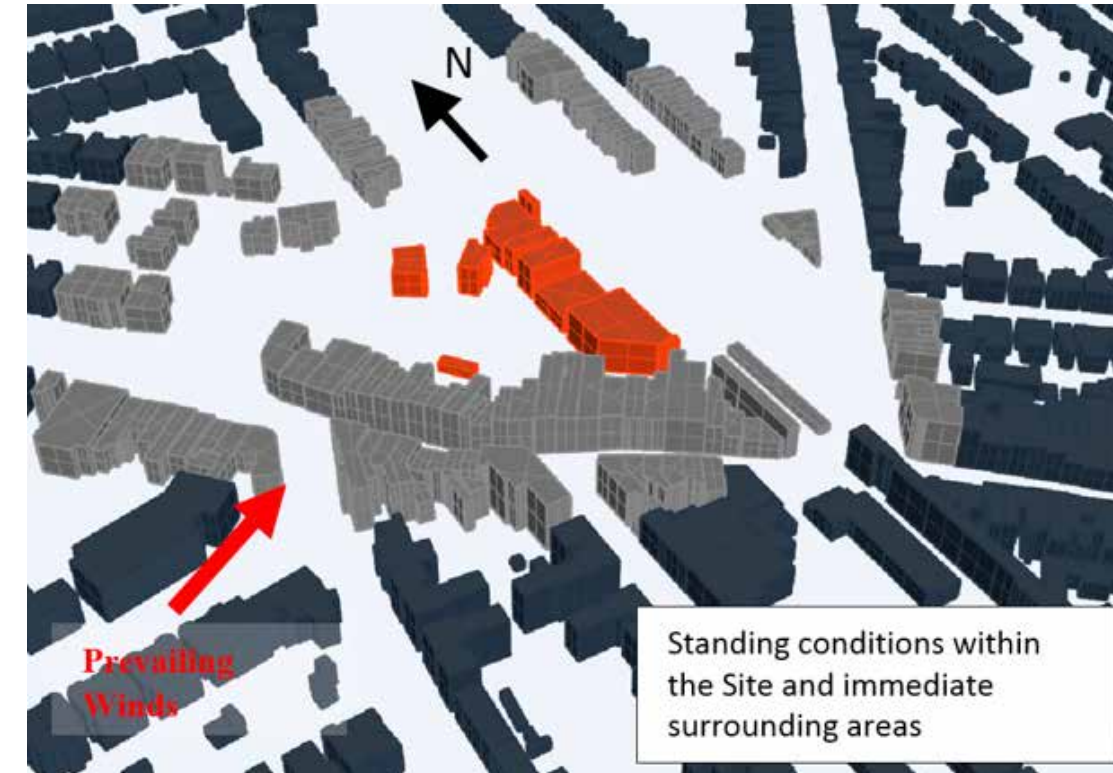 N
Prevailing
Winds
Standing conditions within
the Site and immediate
surrounding areas